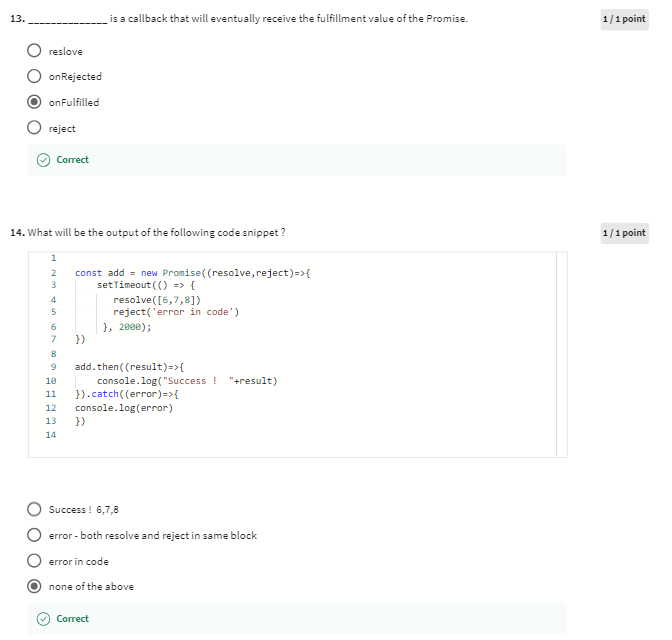 13. ______________ is a callback that will eventually receive the fulfillment value of the Promise.
1 / 1 point
reslove
onRejected
onFulfilled
reject
Correct
14. What will be the output of the following code snippet ?
1 / 1 point
1
2 const add = new Promise((resolve,reject)=>{
3 setTimeout(() => {
4 resolve([6,7,8])
5 reject('error in code')
6 }, 2000);
7 })
8
9 add.then((result)=>{
10 console.log("Success ! "+result)
11 }).catch((error)=>{
12 console.log(error)
13 })
14
Success ! 6,7,8
error - both resolve and reject in same block
error in code
none of the above
Correct